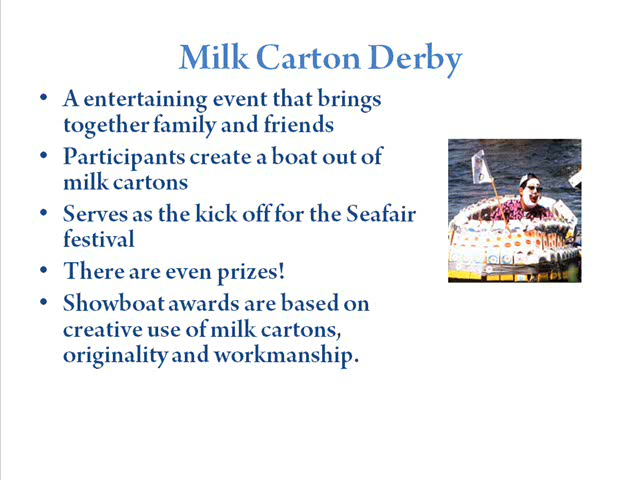 Milk Carton Derby
• A entertaining event that brings
together family and friends
• Participants create a boat out of
milk cartons
• Serves as the kick off for the Seafair
festival
• There are even prizes!
• Showboat awards are based on
creative use of milk cartons,
originality and workmanship.